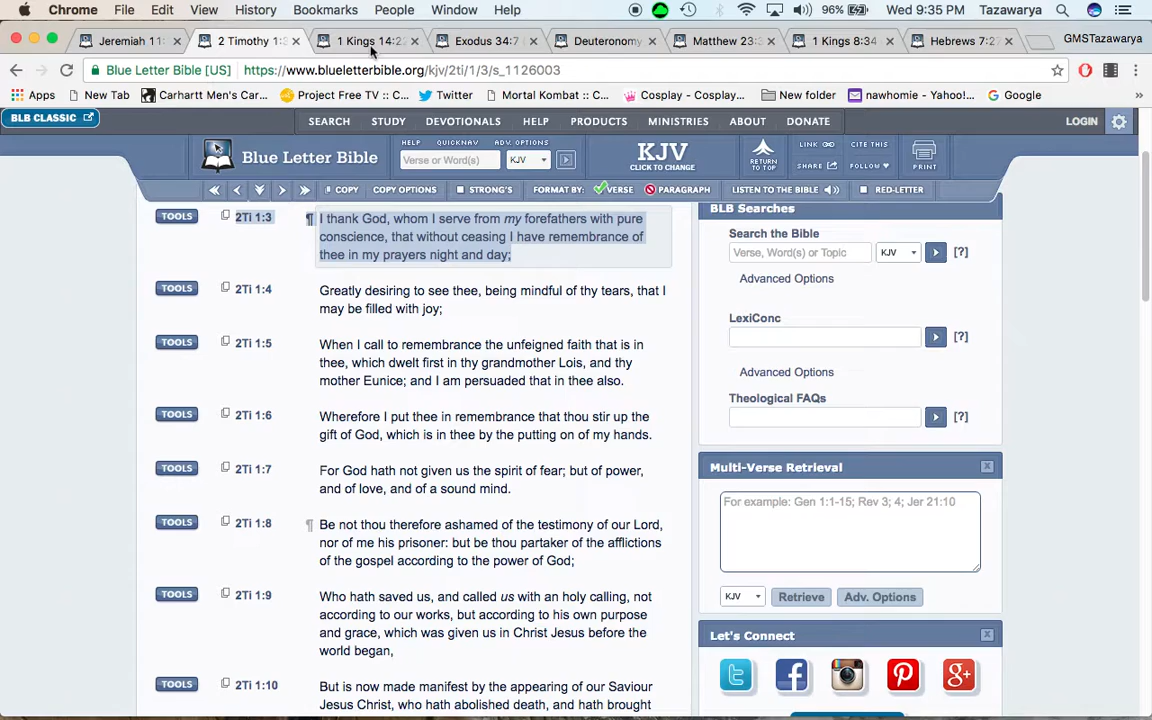 Chrome File Edit View History Bookmarks People Window Help 96% Wed 9:35 PM Tazawarya
Jeremiah 11: 2 Timothy 1:3 1 Kings 14:2 Exodus 34:7 Deuteronomy Matthew 23:3 1 Kings 8:34 Hebrews 7:27 GMSTazawarya
Blue Letter Bible [US] https://www.blueletterbible.org/kjv/2ti/1/3/s_1126003
Apps New Tab Carhartt Men's Car... Project Free TV :: C... Twitter Mortal Kombat :: C... Cosplay - Cosplay... New folder nawhomie - Yahoo!... Google »
BLB CLASSIC SEARCH STUDY DEVOTIONALS HELP PRODUCTS MINISTRIES ABOUT DONATE LOGIN
Blue Letter Bible HELP QUICKNAV ADV. OPTIONS KJV LINK CITE THIS
Verse or Word(s) KJV CLICK TO CHANGE RETURN TO TOP SHARE FOLLOW PRINT
COPY COPY OPTIONS STRONG'S FORMAT BY: VERSE PARAGRAPH LISTEN TO THE BIBLE RED-LETTER
TOOLS 2Ti 1:3 ¶ I thank God, whom I serve from my forefathers with pure
conscience, that without ceasing I have remembrance of
thee in my prayers night and day;
TOOLS 2Ti 1:4 Greatly desiring to see thee, being mindful of thy tears, that I
may be filled with joy;
TOOLS 2Ti 1:5 When I call to remembrance the unfeigned faith that is in
thee, which dwelt first in thy grandmother Lois, and thy
mother Eunice; and I am persuaded that in thee also.
TOOLS 2Ti 1:6 Wherefore I put thee in remembrance that thou stir up the
gift of God, which is in thee by the putting on of my hands.
TOOLS 2Ti 1:7 For God hath not given us the spirit of fear; but of power,
and of love, and of a sound mind.
TOOLS 2Ti 1:8 ¶ Be not thou therefore ashamed of the testimony of our Lord,
nor of me his prisoner: but be thou partaker of the afflictions
of the gospel according to the power of God;
TOOLS 2Ti 1:9 Who hath saved us, and called us with an holy calling, not
according to our works, but according to his own purpose
and grace, which was given us in Christ Jesus before the
world began,
TOOLS 2Ti 1:10 But is now made manifest by the appearing of our Saviour
Jesus Christ, who hath abolished death, and hath brought
BLB Searches
Search the Bible
Verse, Word(s) or Topic KJV [?]
Advanced Options
LexiConc
[?]
Advanced Options
Theological FAQs
[?]
Multi-Verse Retrieval
For example: Gen 1:1-15; Rev 3; 4; Jer 21:10
KJV Retrieve Adv. Options
Let's Connect